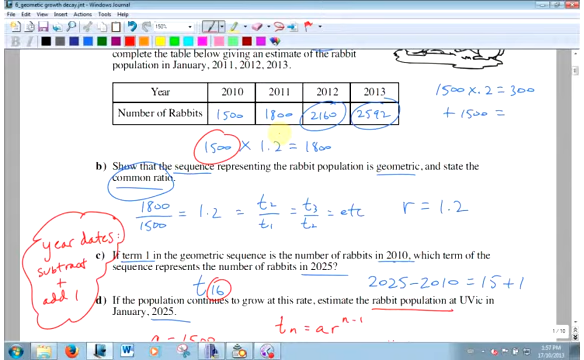 6_geometric growth decay.jnt - Windows Journal
File Edit View Insert Actions Tools Help
150%
complete the table below giving an estimate of the rabbit
population in January, 2011, 2012, 2013.
1500 × .2 = 300
+ 1500 =
Year 2010 2011 2012 2013
Number of Rabbits 1500 1800 2160 2592
1500 × 1.2 = 1800
b) Show that the sequence representing the rabbit population is geometric, and state the
common ratio.
1800/1500 = 1.2 = t2/t1 = t3/t2 = etc r = 1.2
year dates:
subtract
+
add 1
c) If term 1 in the geometric sequence is the number of rabbits in 2010, which term of the
sequence represents the number of rabbits in 2025?
t16 2025 - 2010 = 15 + 1
d) If the population continues to grow at this rate, estimate the rabbit population at UVic in
January, 2025.
tn = ar^n-1
a = 1500
1 / 10
3:57 PM
17/10/2013